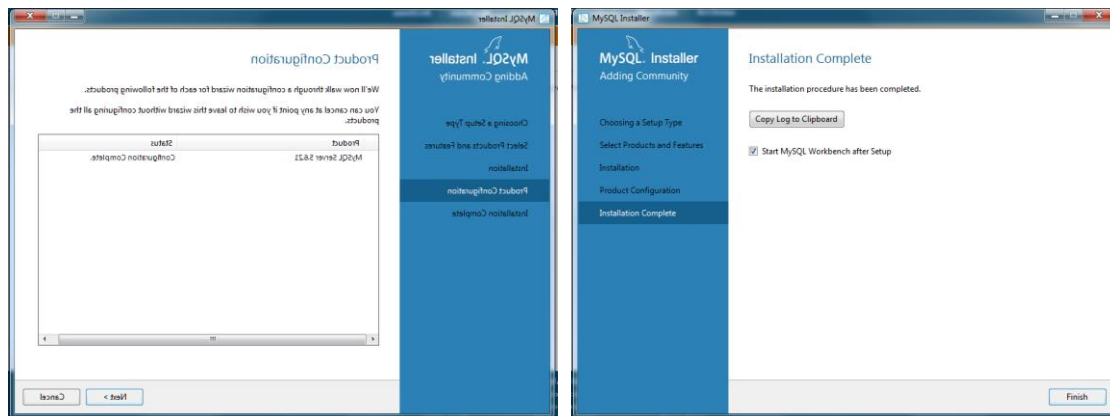 MySQL Installer
MySQL. Installer
Adding Community
Choosing a Setup Type
Select Products and Features
Installation
Product Configuration
Installation Complete
Product Configuration
We'll now walk through a configuration wizard for each of the following products.
You can cancel at any point if you wish to leave this wizard without configuring all the
products.
Product Status
MySQL Server 5.6.21 Configuration Complete.
Next > Cancel
MySQL Installer
MySQL. Installer
Adding Community
Choosing a Setup Type
Select Products and Features
Installation
Product Configuration
Installation Complete
Installation Complete
The installation procedure has been completed.
Copy Log to Clipboard
Start MySQL Workbench after Setup
Finish